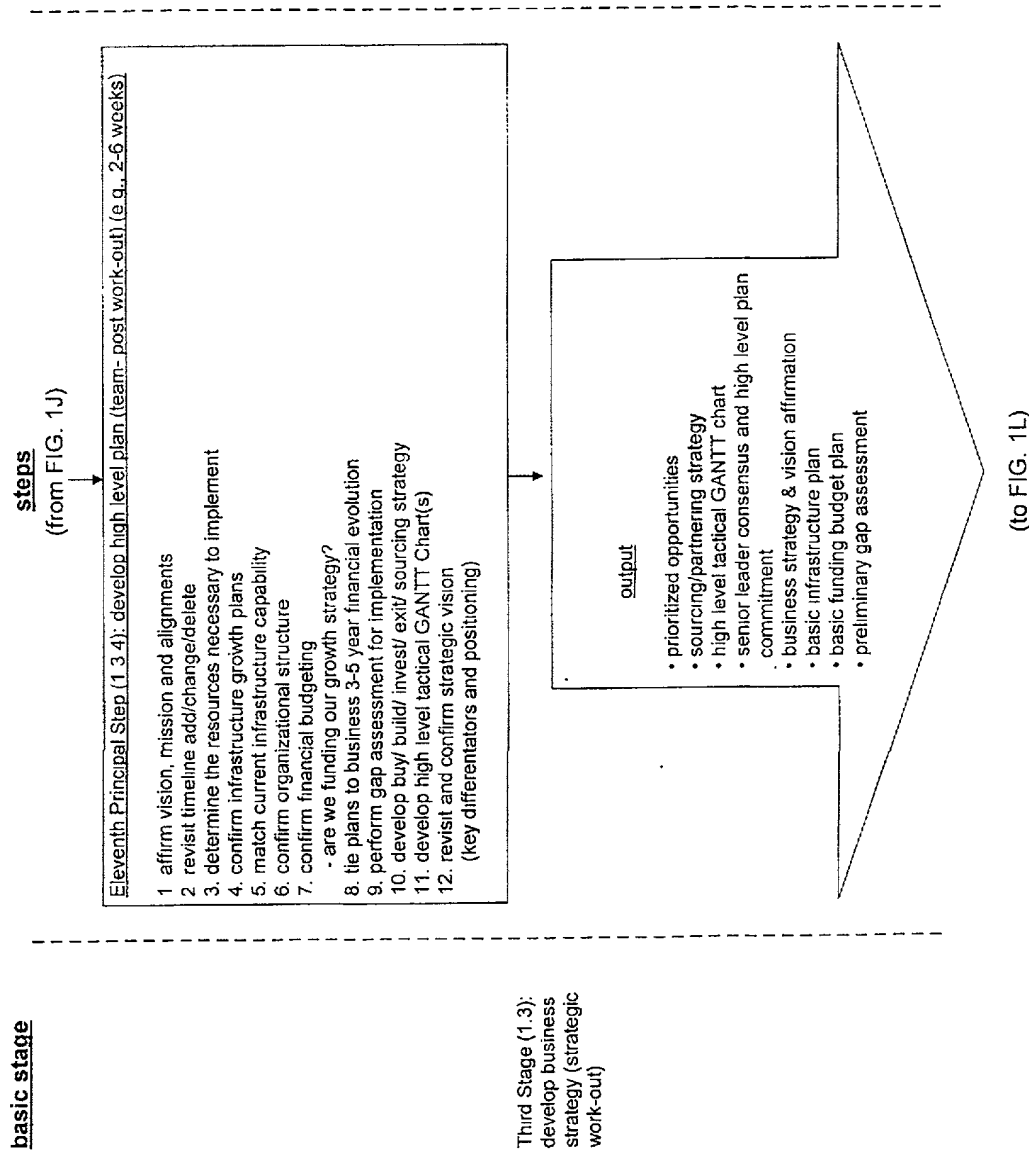 basic stage
steps
(from FIG. 1J)
Eleventh Principal Step (1 3 4): develop high level plan (team- post work-out) (e.g., 2-6 weeks)
1 affirm vision, mission and alignments
2 revisit timeline add/change/delete
3. determine the resources necessary to implement
4. confirm infrastructure growth plans
5. match current infrastructure capability
6. confirm organizational structure
7. confirm financial budgeting
- are we funding our growth strategy?
8. tie plans to business 3-5 year financial evolution
9. perform gap assessment for implementation
10. develop buy/ build/ invest/ exit/ sourcing strategy
11. develop high level tactical GANTT Chart(s)
12. revisit and confirm strategic vision
(key differentators and positioning)
Third Stage (1.3):
develop business
strategy (strategic
work-out)
output
• prioritized opportunities
• sourcing/partnering strategy
• high level tactical GANTT chart
• senior leader consensus and high level plan
commitment
• business strategy & vision affirmation
• basic infrastructure plan
• basic funding budget plan
• preliminary gap assessment
(to FIG. 1L)